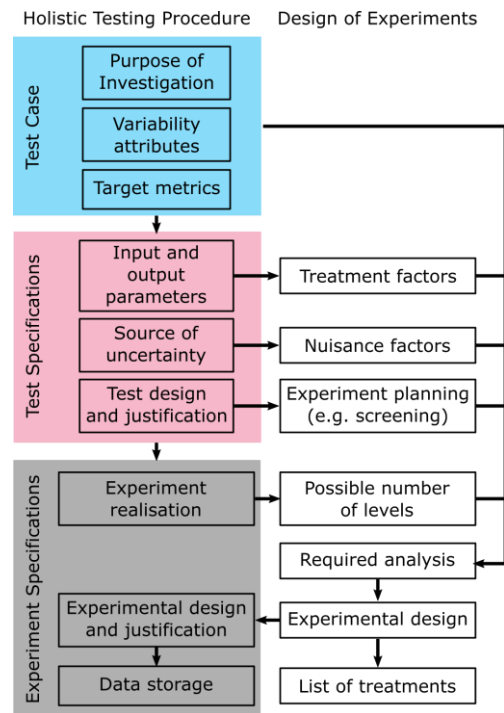 Holistic Testing Procedure
Design of Experiments
Test Case
Purpose of
Investigation
Variability
attributes
Target metrics
Test Specifications
Input and
output
parameters
Treatment factors
Source of
uncertainty
Nuisance factors
Test design
and justification
Experiment planning
(e.g. screening)
Experiment Specifications
Experiment
realisation
Possible number
of levels
Required analysis
Experimental design
and justification
Experimental design
Data storage
List of treatments